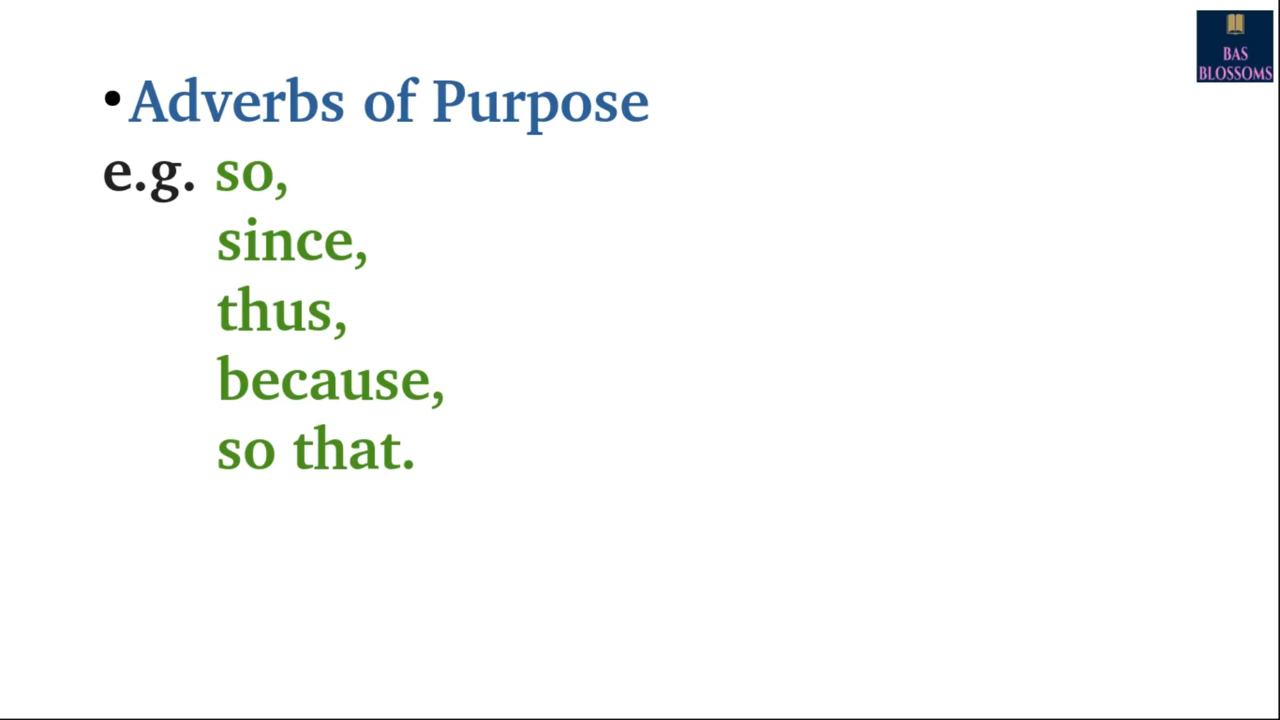 •Adverbs of Purpose
e.g. so,
since,
thus,
because,
so that.
BAS
BLOSSOMS